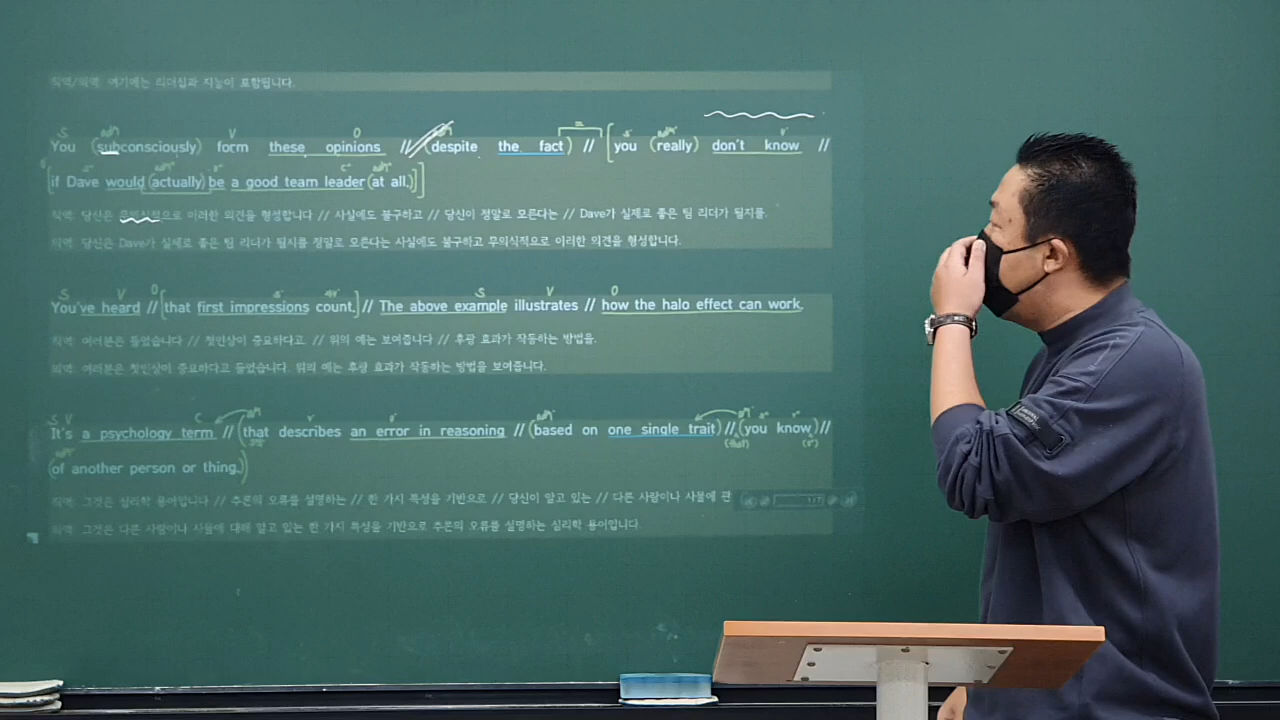 직역/의역: 여기에는 리더십과 지능이 포함됩니다.
S adv V O 전 = S adv V
You (subconsciously) form these opinions // (despite the fact) // [you (really) don't know //
[if Dave would (actually) be a good team leader (at all.)]]
직역: 당신은 무의식적으로 이러한 의견을 형성합니다 // 사실에도 불구하고 // 당신이 정말로 모른다는 // Dave가 실제로 좋은 팀 리더가 될지를.
의역: 당신은 Dave가 실제로 좋은 팀 리더가 될지를 정말로 모른다는 사실에도 불구하고 무의식적으로 이러한 의견을 형성합니다.
S V O S V O
You've heard // [that first impressions count.] // The above example illustrates // how the halo effect can work.
직역: 여러분은 들었습니다 // 첫인상이 중요하다고. // 위의 예는 보여줍니다 // 후광 효과가 작동하는 방법을.
의역: 여러분은 첫인상이 중요하다고 들었습니다. 위의 예는 후광 효과가 작동하는 방법을 보여줍니다.
S V C
It's a psychology term // (that describes an error in reasoning // (based on one single trait) // (you know) //
(that)
(of another person or thing.)
직역: 그것은 심리학 용어입니다 // 추론의 오류를 설명하는 // 한 가지 특성을 기반으로 // 당신이 알고 있는 // 다른 사람이나 사물에 관
의역: 그것은 다른 사람이나 사물에 대해 알고 있는 한 가지 특성을 기반으로 추론의 오류를 설명하는 심리학 용어입니다.